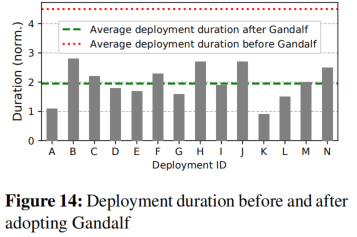 Average deployment duration after Gandalf
Average deployment duration before Gandalf
Duration (norm.)
4
3
2
1
0
A B C D E F G H I J K L M N
Deployment ID
Figure 14: Deployment duration before and after
adopting Gandalf